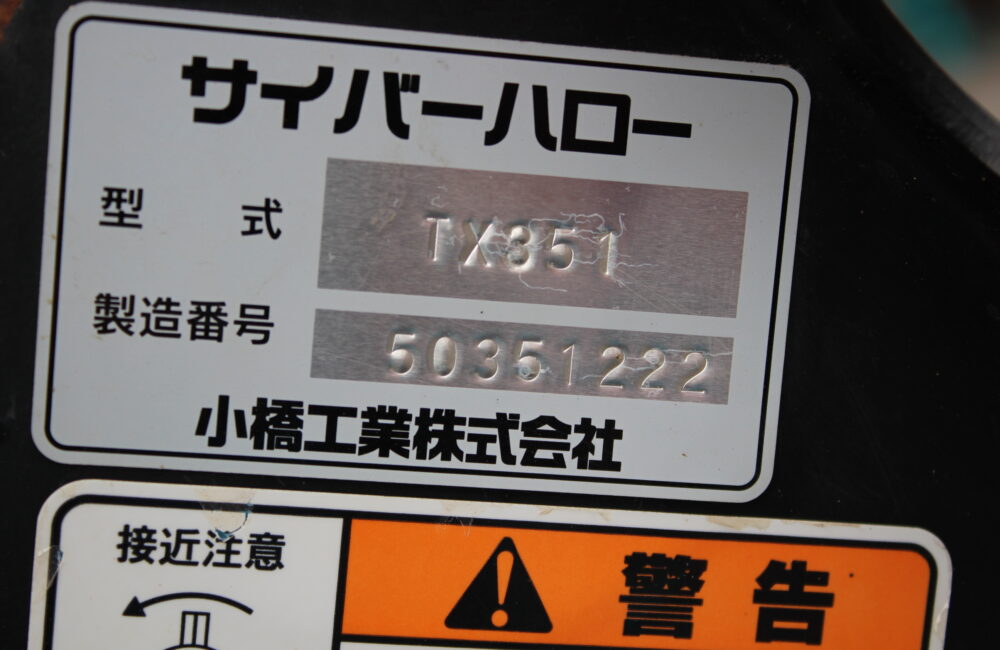 サイバーハロー
型式 TX351
製造番号 50351222
小橋工業株式会社
接近注意
警告